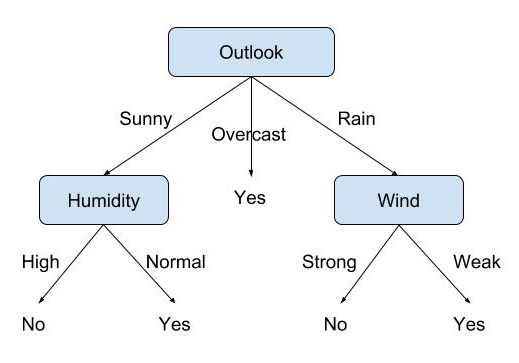 Outlook
Sunny
Overcast
Rain
Humidity
Yes
Wind
High
Normal
Strong
Weak
No
Yes
No
Yes